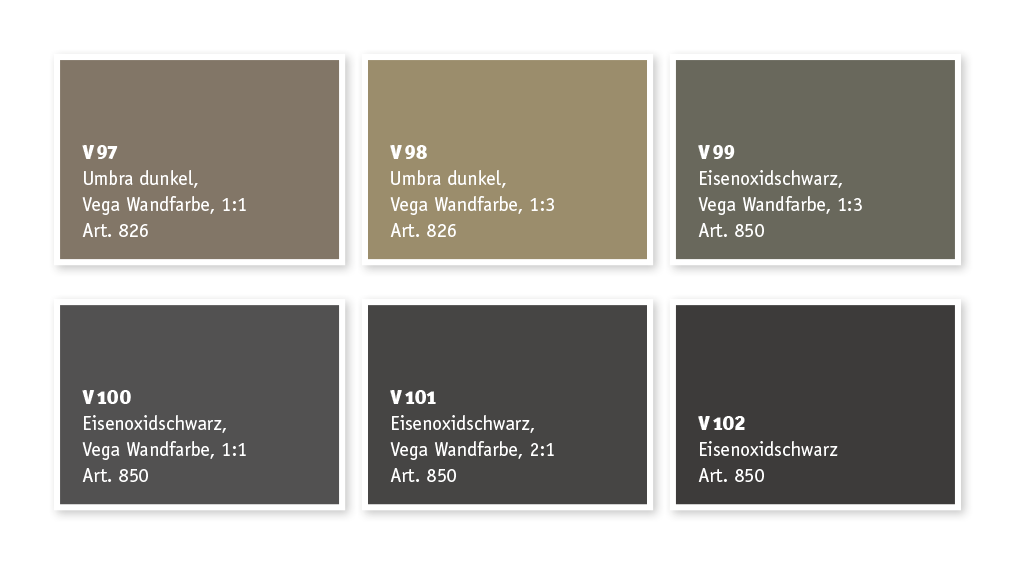 V 97
Umbra dunkel,
Vega Wandfarbe, 1:1
Art. 826
V 98
Umbra dunkel,
Vega Wandfarbe, 1:3
Art. 826
V 99
Eisenoxidschwarz,
Vega Wandfarbe, 1:3
Art. 850
V 100
Eisenoxidschwarz,
Vega Wandfarbe, 1:1
Art. 850
V 101
Eisenoxidschwarz,
Vega Wandfarbe, 2:1
Art. 850
V 102
Eisenoxidschwarz
Art. 850